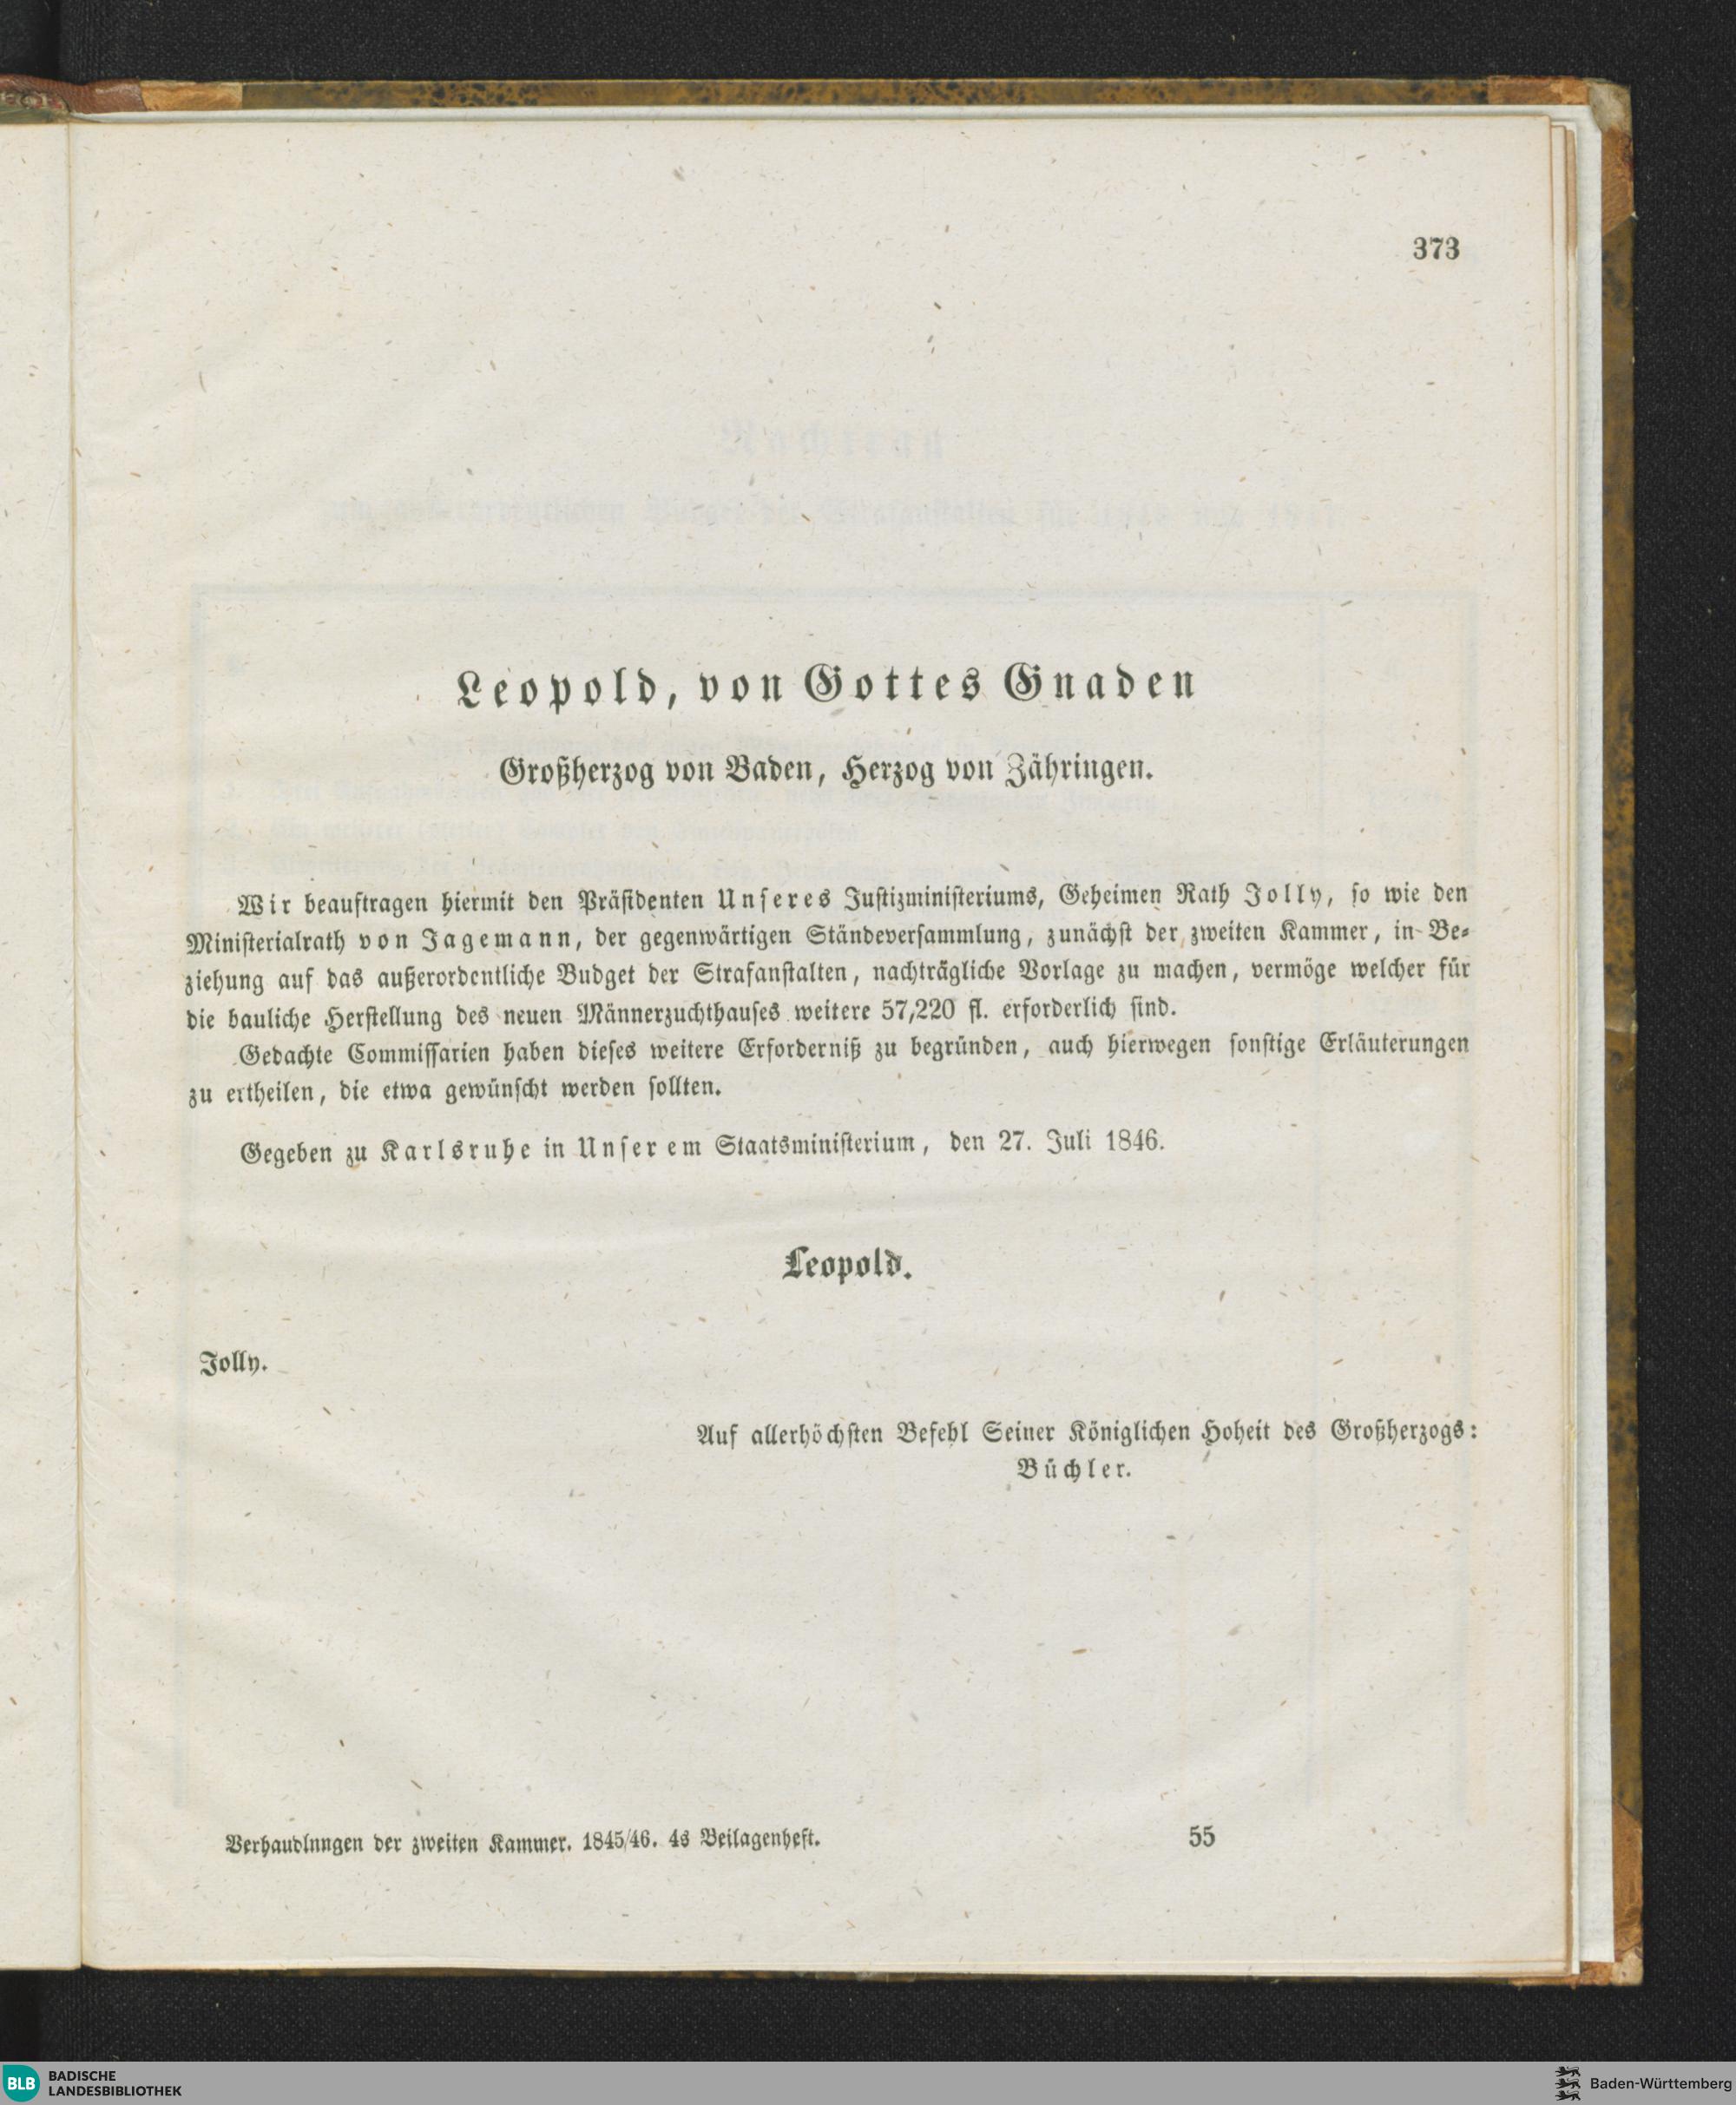 373
Leopold, von Gottes Gnaden
Großherzog von Baden, Herzog von Zähringen.
Wir beauftragen hiermit den Präsidenten Unseres Justizministeriums, Geheimen Rath Jolly, so wie den
Ministerialrath von Jagemann, der gegenwärtigen Ständeversammlung, zunächst der zweiten Kammer, in Be-
ziehung auf das außerordentliche Budget der Strafanstalten, nachträgliche Vorlage zu machen, vermöge welcher für
die bauliche Herstellung des neuen Männerzuchthauses weitere 57,220 fl. erforderlich sind.
Gedachte Commissarien haben dieses weitere Erforderniß zu begründen, auch hierwegen sonstige Erläuterungen
zu ertheilen, die etwa gewünscht werden sollten.
Gegeben zu Karlsruhe in Unserem Staatsministerium, den 27. Juli 1846.
Leopold.
Jolly.
Auf allerhöchsten Befehl Seiner Königlichen Hoheit des Großherzogs:
Büchler.
Verhaudlnngen der zweiten Kammer. 1845/46. 4s Beilagenheft. 55
BLB BADISCHE
LANDESBIBLIOTHEK
Baden-Württemberg